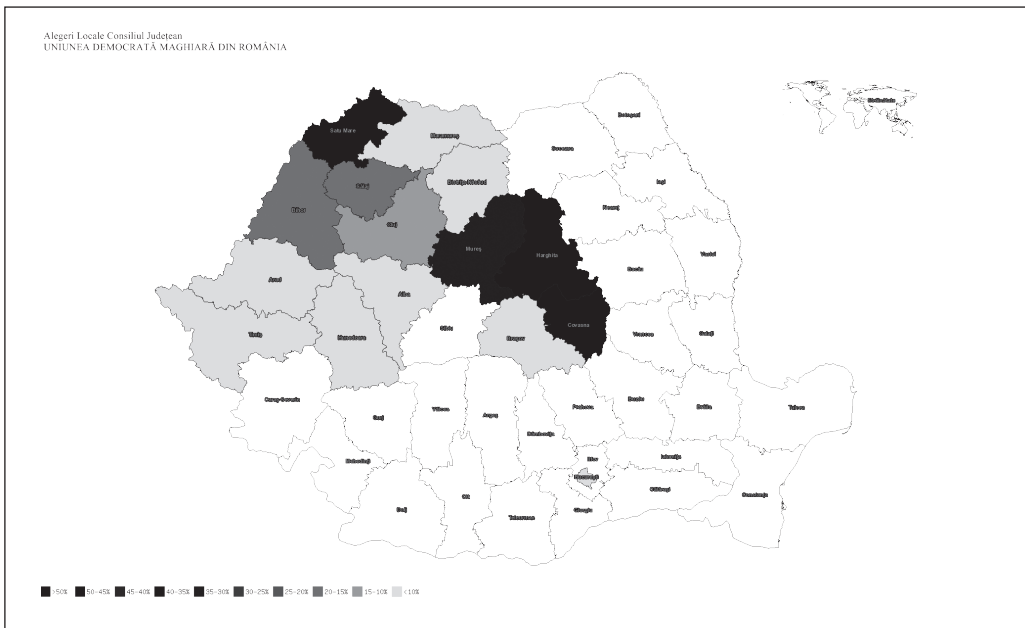 Alegeri Locale Consiliul Județean
UNIUNEA DEMOCRATĂ MAGHIARĂ DIN ROMÂNIA
Botoșani
Satu Mare
Maramureș
Suceava
Iași
Sălaj
Bistrița-Năsăud
Bihor
Cluj
Neamț
Mureș
Harghita
Vaslui
Bacău
Arad
Alba
Covasna
Sibiu
Timiș
Hunedoara
Brașov
Vrancea
Galați
Caraș-Severin
Gorj
Vâlcea
Argeș
Prahova
Buzău
Brăila
Tulcea
Dâmbovița
Mehedinți
Ilfov
Ialomița
București
Călărași
Constanța
Olt
Dolj
Teleorman
Giurgiu
>50% 50-45% 45-40% 40-35% 35-30% 30-25% 25-20% 20-15% 15-10% <10%